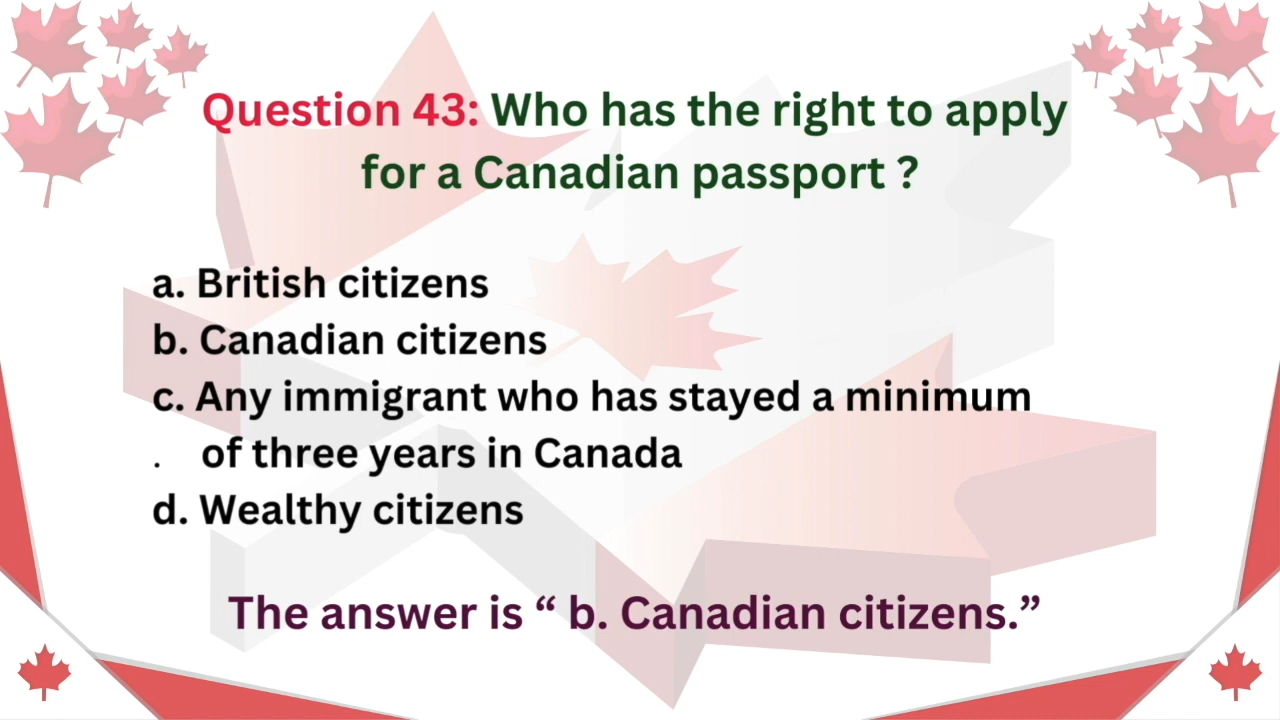 Question 43: Who has the right to apply
for a Canadian passport ?
a. British citizens
b. Canadian citizens
c. Any immigrant who has stayed a minimum
. of three years in Canada
d. Wealthy citizens
The answer is “ b. Canadian citizens.”